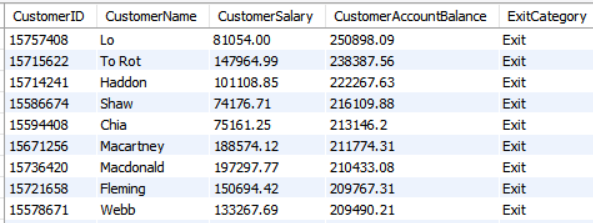 CustomerID CustomerName CustomerSalary CustomerAccountBalance ExitCategory
15757408 Lo 81054.00 250898.09 Exit
15715622 To Rot 147964.99 238387.56 Exit
15714241 Haddon 101108.85 222267.63 Exit
15586674 Shaw 74176.71 216109.88 Exit
15594408 Chia 75161.25 213146.2 Exit
15671256 Macartney 188574.12 211774.31 Exit
15736420 Macdonald 197297.77 210433.08 Exit
15721658 Fleming 150694.42 209767.31 Exit
15578671 Webb 133267.69 209490.21 Exit